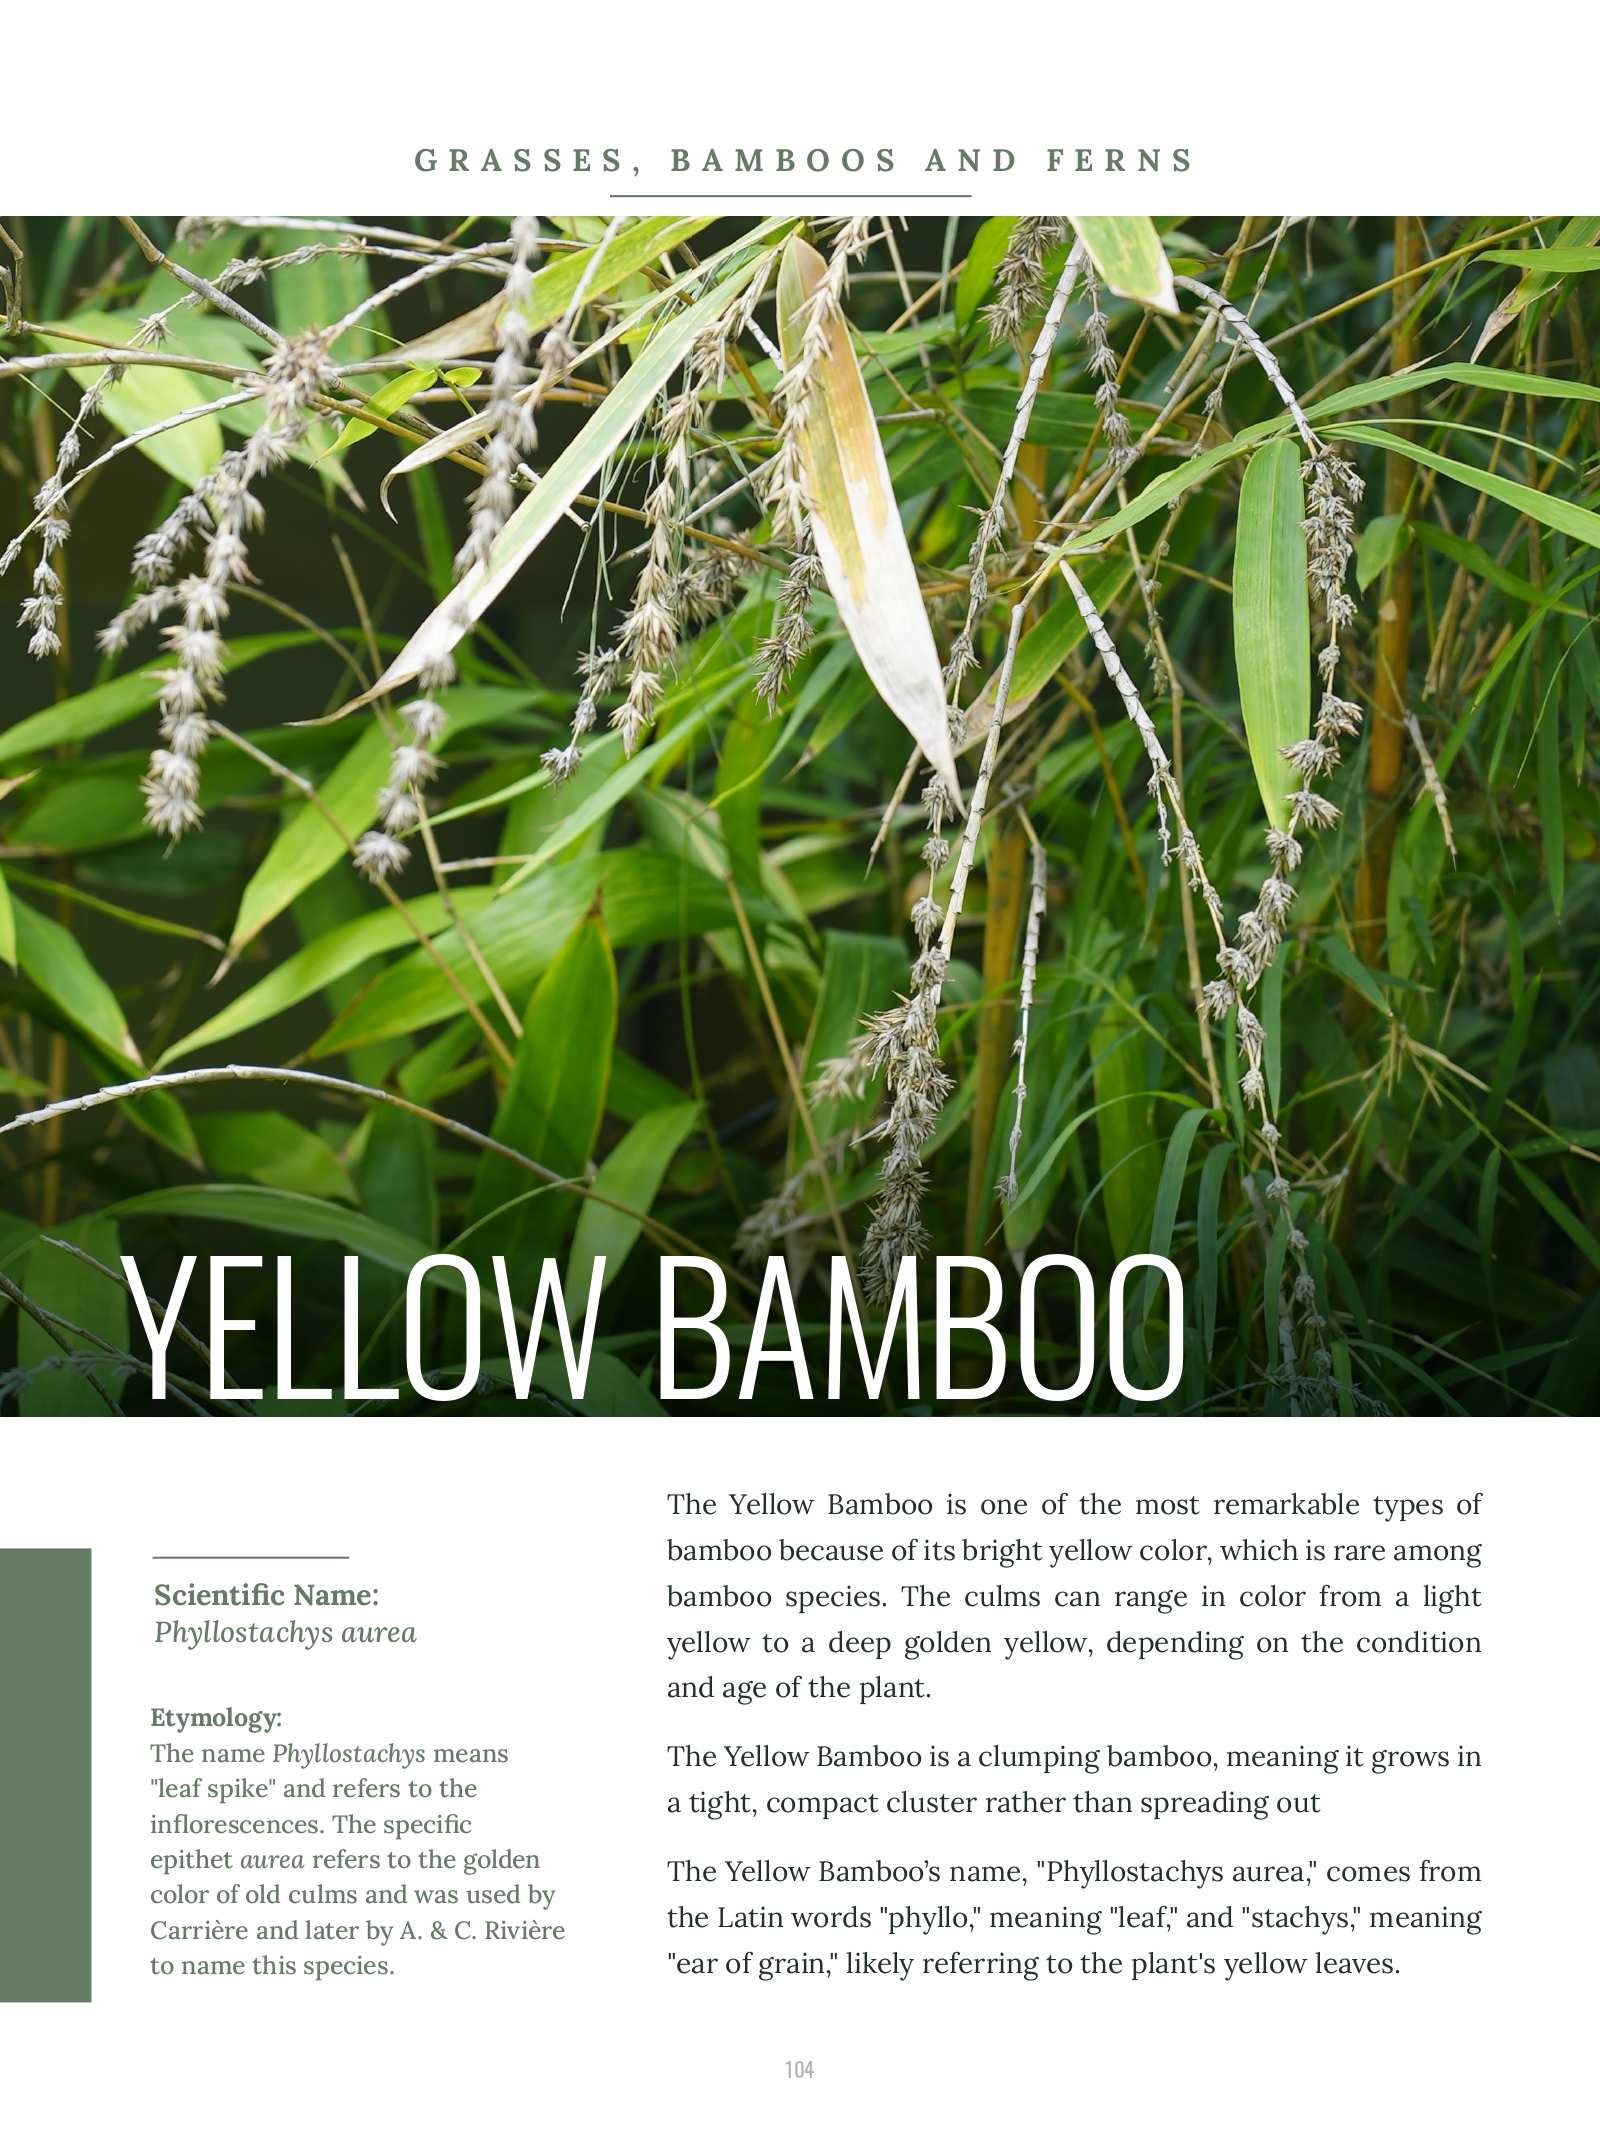 GRASSES, BAMBOOS AND FERNS
YELLOW BAMBOO
Scientific Name:
Phyllostachys aurea
Etymology:
The name Phyllostachys means
"leaf spike" and refers to the
inflorescences. The specific
epithet aurea refers to the golden
color of old culms and was used by
Carrière and later by A. & C. Rivière
to name this species.
The Yellow Bamboo is one of the most remarkable types of
bamboo because of its bright yellow color, which is rare among
bamboo species. The culms can range in color from a light
yellow to a deep golden yellow, depending on the condition
and age of the plant.
The Yellow Bamboo is a clumping bamboo, meaning it grows in
a tight, compact cluster rather than spreading out
The Yellow Bamboo’s name, "Phyllostachys aurea," comes from
the Latin words "phyllo," meaning "leaf," and "stachys," meaning
"ear of grain," likely referring to the plant's yellow leaves.
104